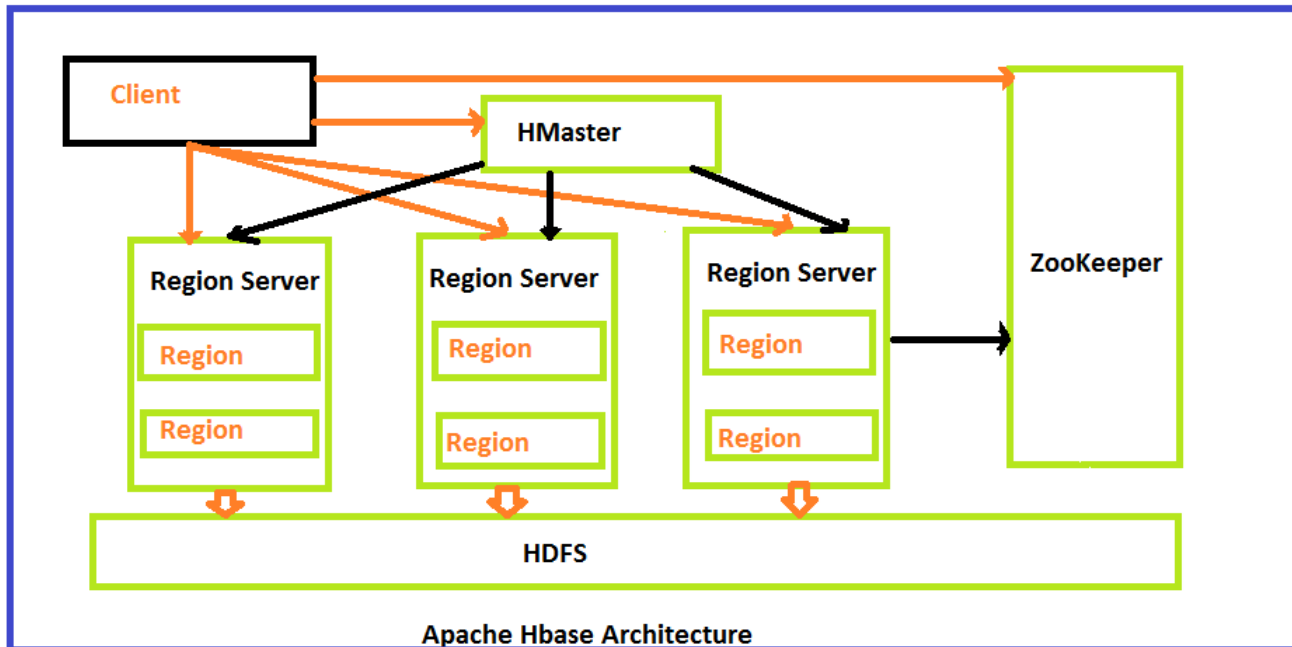 Client
HMaster
ZooKeeper
Region Server
Region Server
Region Server
Region
Region
Region
Region
Region
Region
HDFS
Apache Hbase Architecture